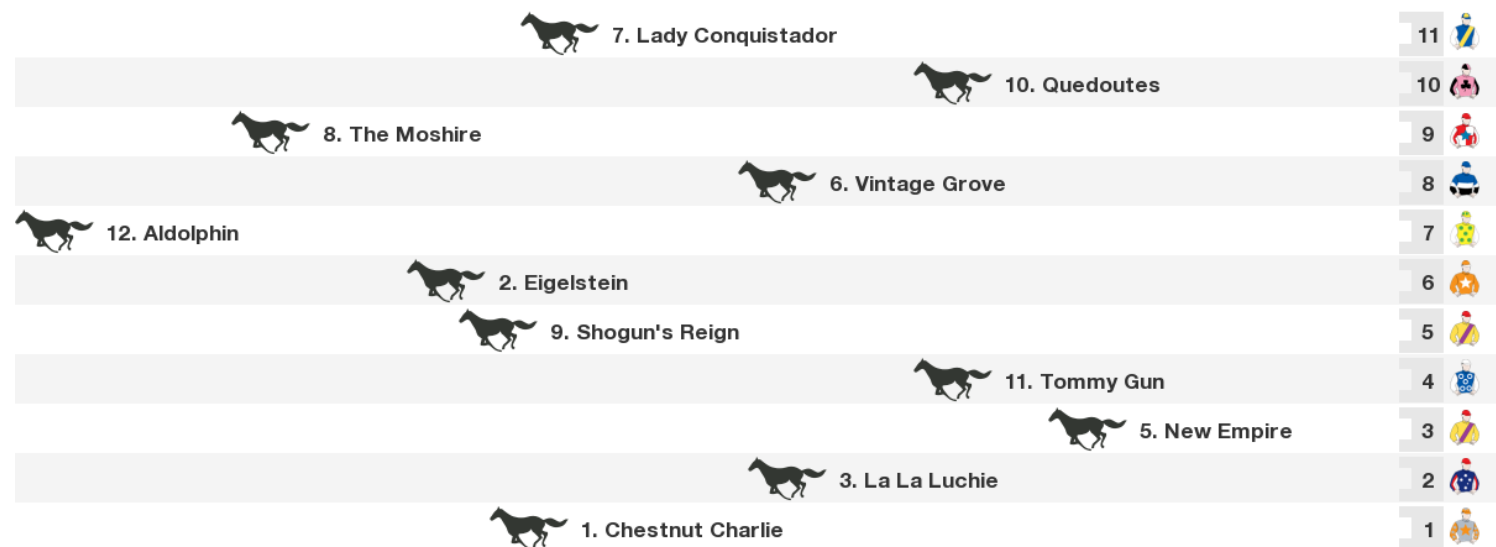 7. Lady Conquistador 11
10. Quedoutes 10
8. The Moshire 9
6. Vintage Grove 8
12. Aldolphin 7
2. Eigelstein 6
9. Shogun's Reign 5
11. Tommy Gun 4
5. New Empire 3
3. La La Luchie 2
1. Chestnut Charlie 1